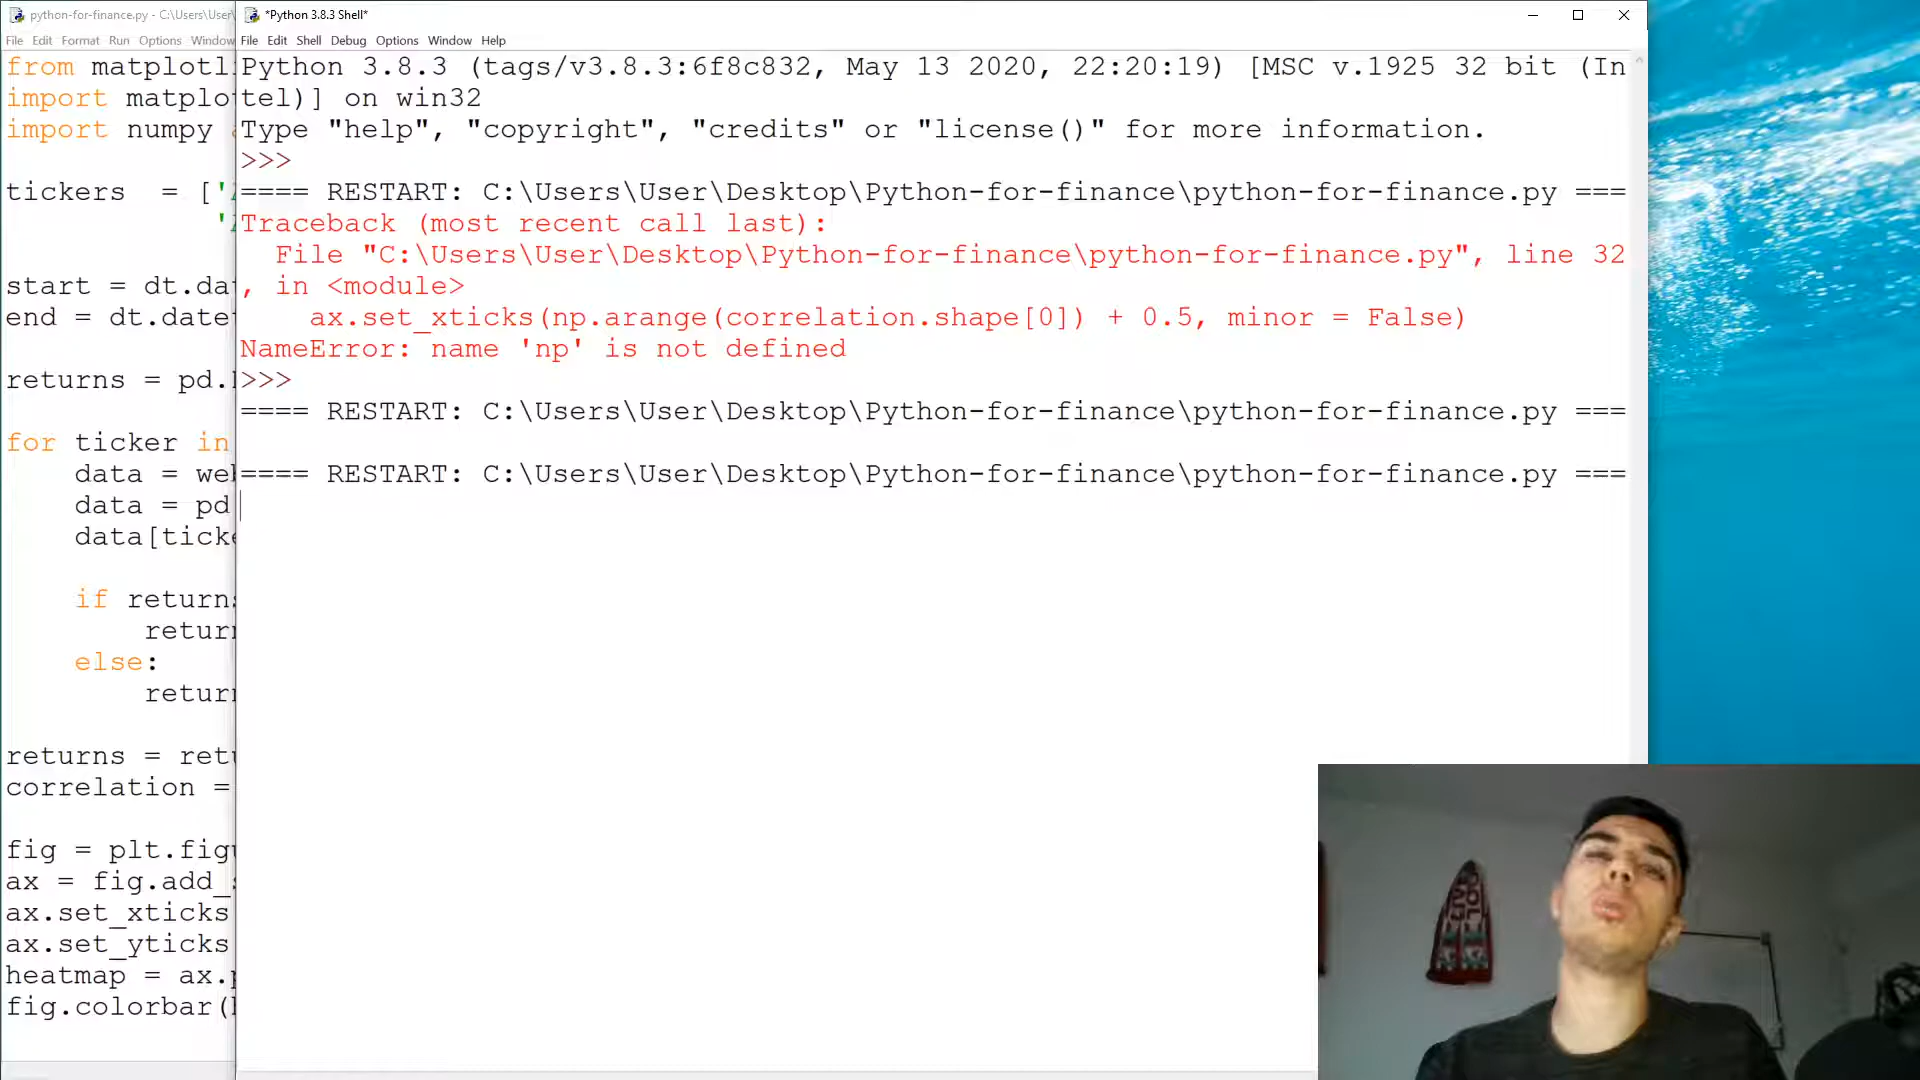 python-for-finance.py - C:\Users\User\
File Edit Format Run Options Window
from matplotli
import matplo
import numpy
tickers = ['
'
start = dt.da
end = dt.date
returns = pd.
for ticker in
data = we
data = pd
data[ticke
if returns
return
else:
return
returns = retu
correlation =
fig = plt.figu
ax = fig.add_s
ax.set_xticks
ax.set_yticks
heatmap = ax.p
fig.colorbar(h
*Python 3.8.3 Shell*
File Edit Shell Debug Options Window Help
Python 3.8.3 (tags/v3.8.3:6f8c832, May 13 2020, 22:20:19) [MSC v.1925 32 bit (In
tel)] on win32
Type "help", "copyright", "credits" or "license()" for more information.
>>>
==== RESTART: C:\Users\User\Desktop\Python-for-finance\python-for-finance.py ===
Traceback (most recent call last):
File "C:\Users\User\Desktop\Python-for-finance\python-for-finance.py", line 32
, in <module>
ax.set_xticks(np.arange(correlation.shape[0]) + 0.5, minor = False)
NameError: name 'np' is not defined
>>>
==== RESTART: C:\Users\User\Desktop\Python-for-finance\python-for-finance.py ===
==== RESTART: C:\Users\User\Desktop\Python-for-finance\python-for-finance.py ===